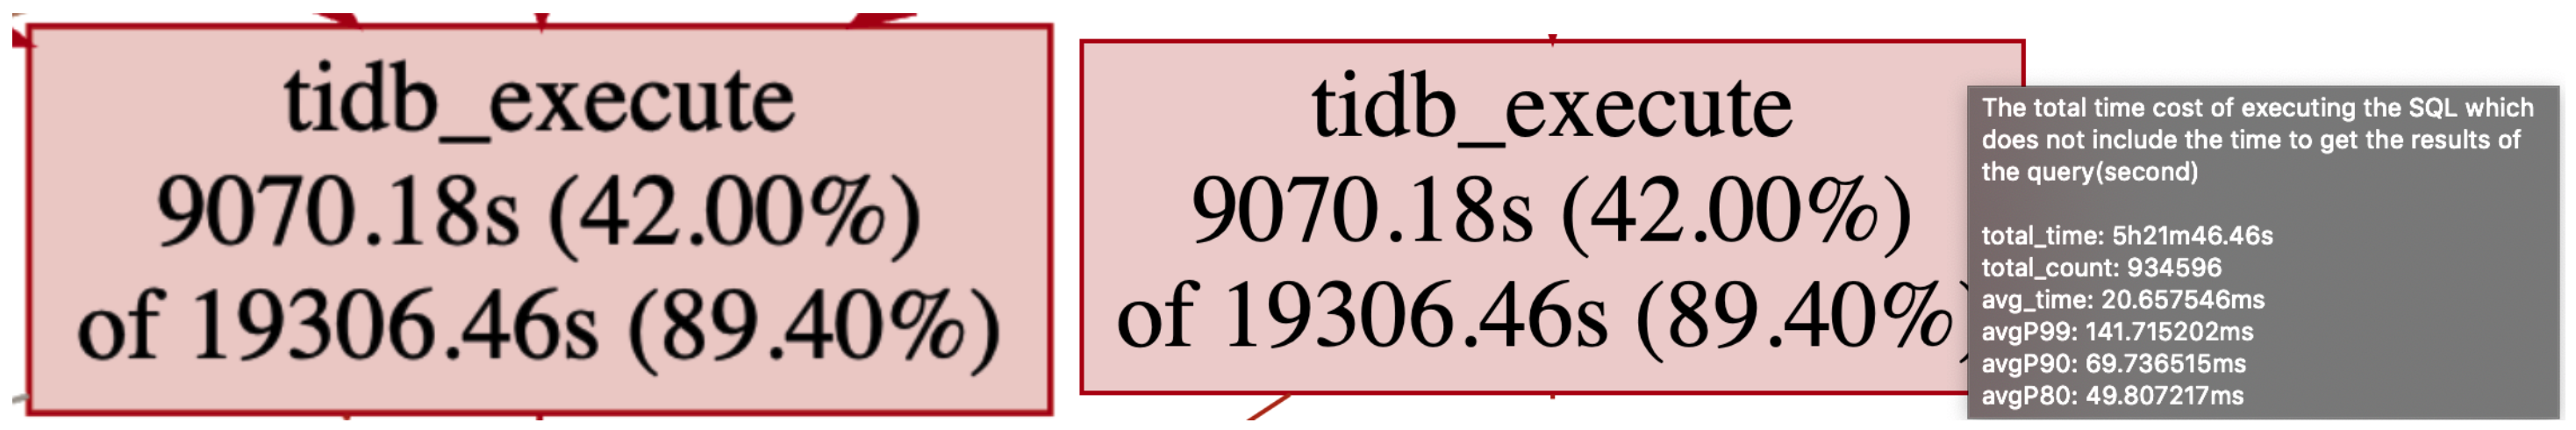 tidb_execute
9070.18s (42.00%)
of 19306.46s (89.40%)
tidb_execute
9070.18s (42.00%)
of 19306.46s (89.40%)
The total time cost of executing the SQL which
does not include the time to get the results of
the query(second)
total_time: 5h21m46.46s
total_count: 934596
avg_time: 20.657546ms
avgP99: 141.715202ms
avgP90: 69.736515ms
avgP80: 49.807217ms